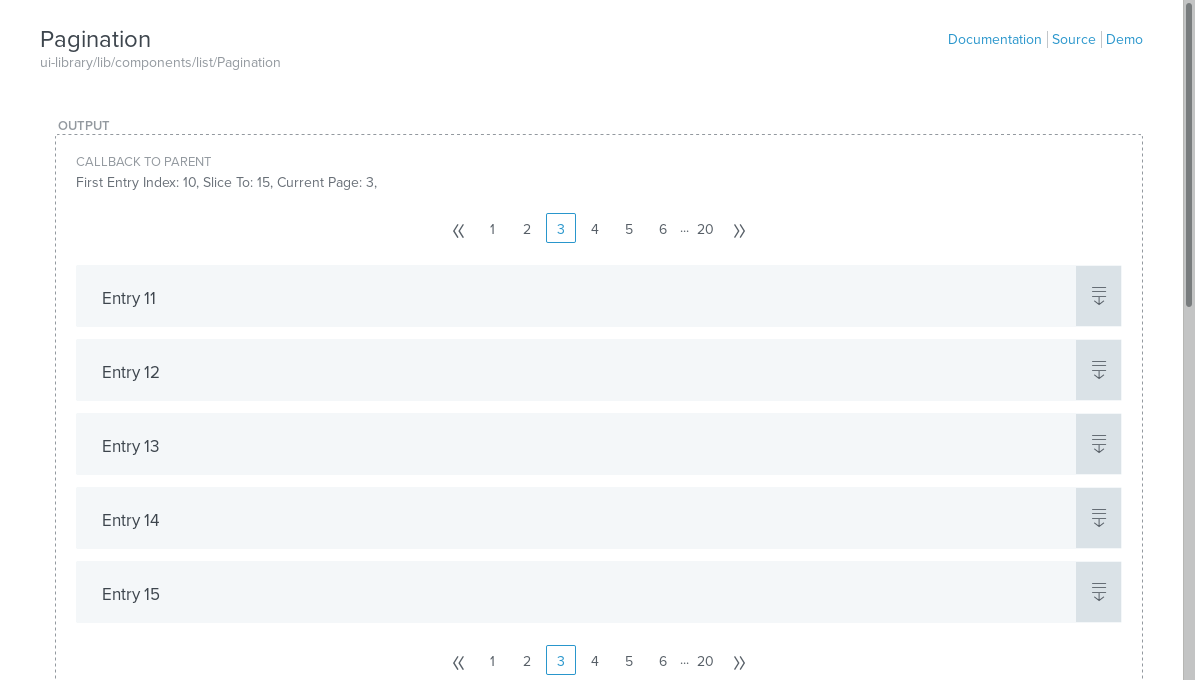 Pagination
Documentation Source Demo
ui-library/lib/components/list/Pagination
OUTPUT
CALLBACK TO PARENT
First Entry Index: 10, Slice To: 15, Current Page: 3,
« 1 2 3 4 5 6 ... 20 »
Entry 11
Entry 12
Entry 13
Entry 14
Entry 15
« 1 2 3 4 5 6 ... 20 »